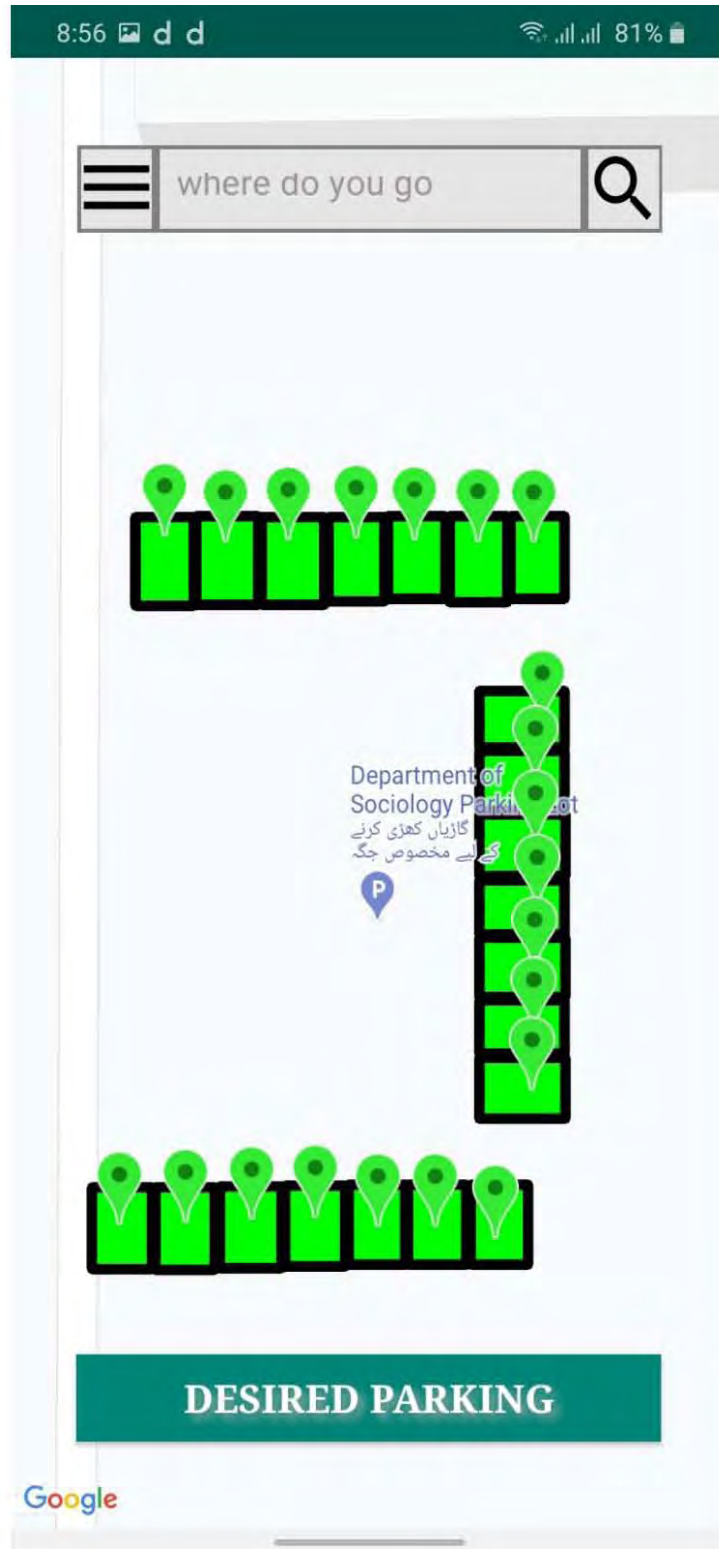 8:56 d d 81%
where do you go
Department of
Sociology Parking Lot
گاڑیاں کھڑی کرنے
کے لیے مخصوص جگہ
P
DESIRED PARKING
Google